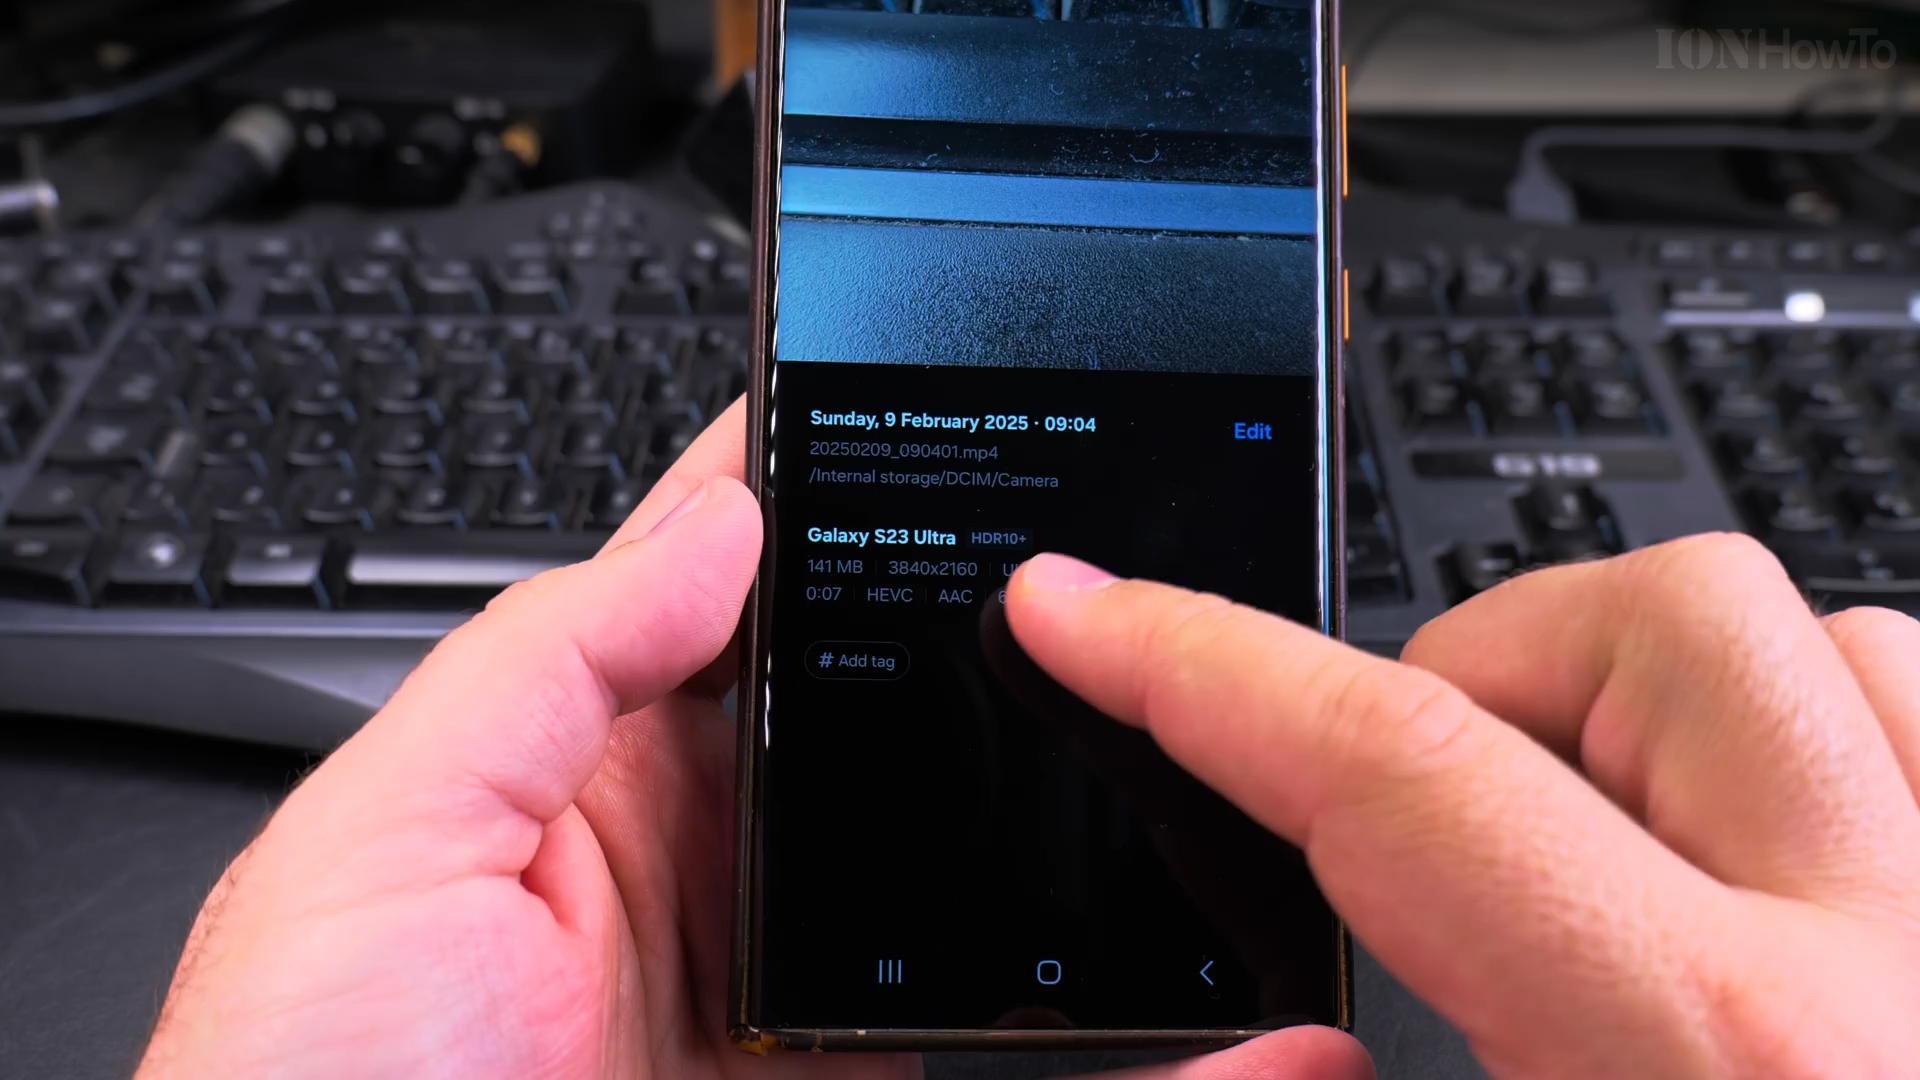 IONHowTo
Sunday, 9 February 2025 · 09:04
Edit
20250209_090401.mp4
/Internal storage/DCIM/Camera
Galaxy S23 Ultra HDR10+
141 MB 3840x2160
0:07 HEVC AAC
# Add tag
G19